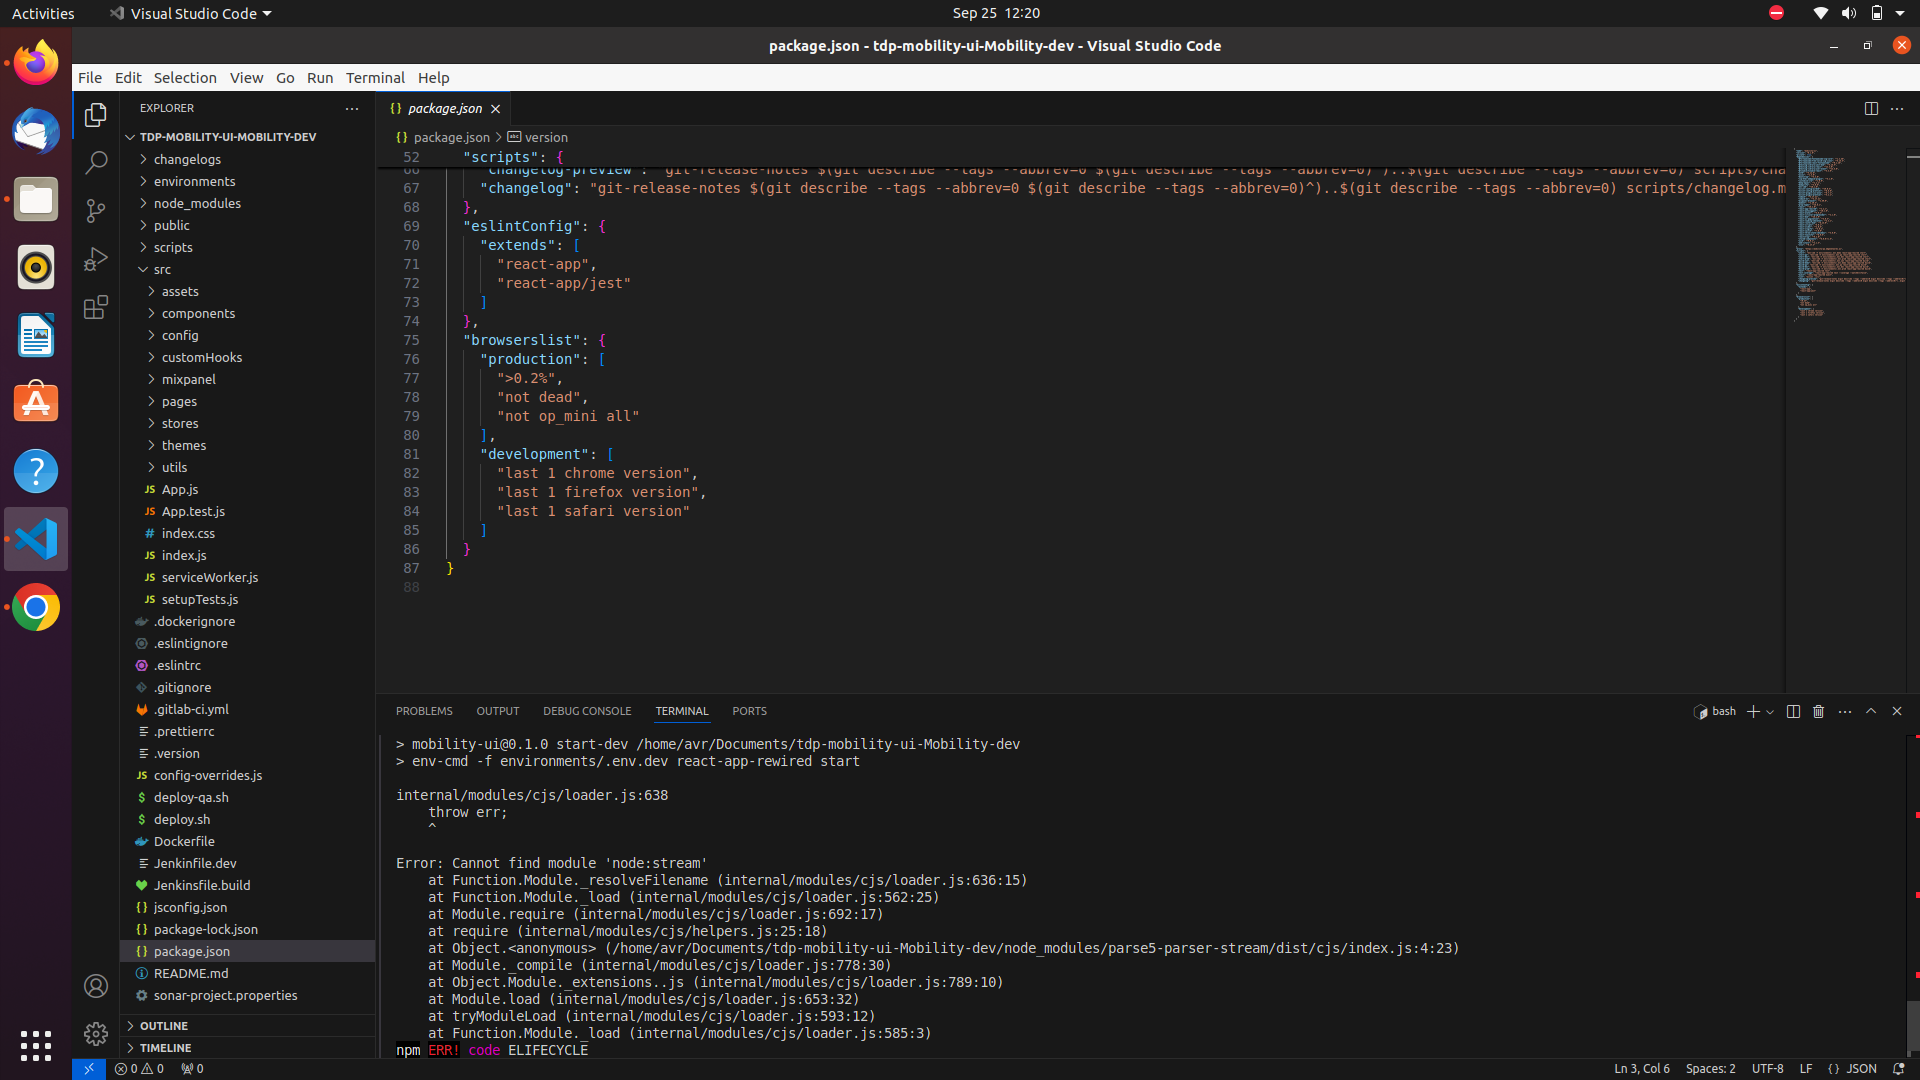 Activities
Visual Studio Code
Sep 25 12:20
package.json - tdp-mobility-ui-Mobility-dev - Visual Studio Code
File Edit Selection View Go Run Terminal Help
EXPLORER
TDP-MOBILITY-UI-MOBILITY-DEV
changelogs
environments
node_modules
public
scripts
src
assets
components
config
customHooks
mixpanel
pages
stores
themes
utils
JS App.js
JS App.test.js
# index.css
JS index.js
JS serviceWorker.js
JS setupTests.js
.dockerignore
.eslintignore
.eslintrc
.gitignore
.gitlab-ci.yml
.prettierrc
.version
JS config-overrides.js
$ deploy-qa.sh
$ deploy.sh
Dockerfile
Jenkinfile.dev
Jenkinsfile.build
{} jsconfig.json
{} package-lock.json
{} package.json
README.md
sonar-project.properties
OUTLINE
TIMELINE
{} package.json
{} package.json > abc version
52 "scripts": {
66 "changelog-preview": "git-release-notes $(git describe --tags --abbrev=0 $(git describe --tags --abbrev=0)^)..$(git describe --tags --abbrev=0) scripts/cha
67 "changelog": "git-release-notes $(git describe --tags --abbrev=0 $(git describe --tags --abbrev=0)^)..$(git describe --tags --abbrev=0) scripts/changelog.m
68 },
69 "eslintConfig": {
70 "extends": [
71 "react-app",
72 "react-app/jest"
73 ]
74 },
75 "browserslist": {
76 "production": [
77 ">0.2%",
78 "not dead",
79 "not op_mini all"
80 ],
81 "development": [
82 "last 1 chrome version",
83 "last 1 firefox version",
84 "last 1 safari version"
85 ]
86 }
87 }
88
PROBLEMS OUTPUT DEBUG CONSOLE TERMINAL PORTS
bash
> mobility-ui@0.1.0 start-dev /home/avr/Documents/tdp-mobility-ui-Mobility-dev
> env-cmd -f environments/.env.dev react-app-rewired start
internal/modules/cjs/loader.js:638
throw err;
^
Error: Cannot find module 'node:stream'
at Function.Module._resolveFilename (internal/modules/cjs/loader.js:636:15)
at Function.Module._load (internal/modules/cjs/loader.js:562:25)
at Module.require (internal/modules/cjs/loader.js:692:17)
at require (internal/modules/cjs/helpers.js:25:18)
at Object.<anonymous> (/home/avr/Documents/tdp-mobility-ui-Mobility-dev/node_modules/parse5-parser-stream/dist/cjs/index.js:4:23)
at Module._compile (internal/modules/cjs/loader.js:778:30)
at Object.Module._extensions..js (internal/modules/cjs/loader.js:789:10)
at Module.load (internal/modules/cjs/loader.js:653:32)
at tryModuleLoad (internal/modules/cjs/loader.js:593:12)
at Function.Module._load (internal/modules/cjs/loader.js:585:3)
npm ERR! code ELIFECYCLE
0 0 0
Ln 3, Col 6 Spaces: 2 UTF-8 LF {} JSON